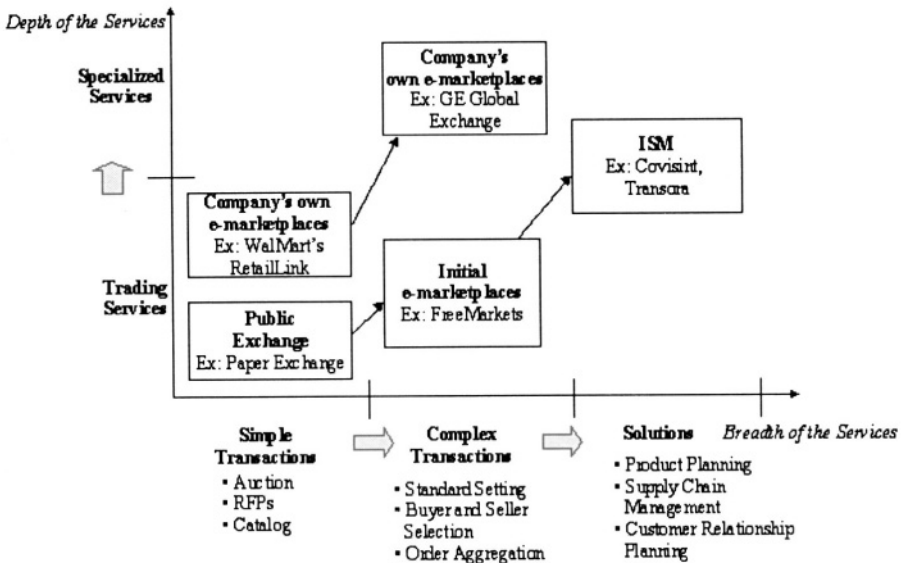 Depth of the Services
Specialized
Services
Trading
Services
Company's
own e-marketplaces
Ex: GE Global
Exchange
ISM
Ex: Covisint,
Transora
Company's own
e-marketplaces
Ex: WalMart's
RetailLink
Initial
e-marketplaces
Ex: FreeMarkets
Public
Exchange
Ex: Paper Exchange
Simple
Transactions
▪ Auction
▪ RFPs
▪ Catalog
Complex
Transactions
▪ Standard Setting
▪ Buyer and Seller
Selection
▪ Order Aggregation
Solutions
▪ Product Planning
▪ Supply Chain
Management
▪ Customer Relationship
Planning
Breadth of the Services